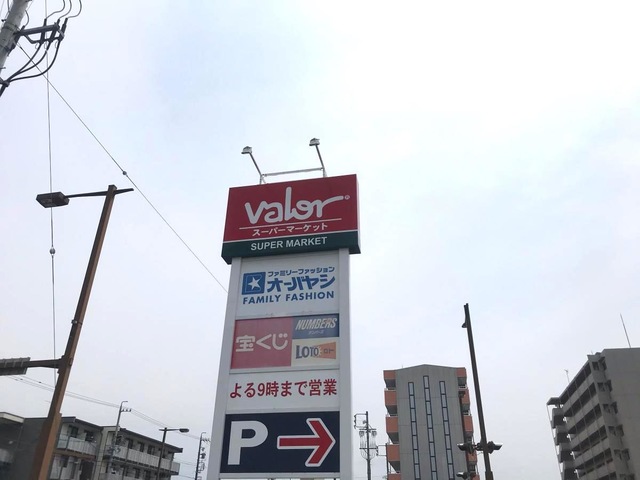 valor
スーパーマーケット
SUPER MARKET
ファミリーファッション
オーバヤシ
FAMILY FASHION
宝くじ
NUMBERS
LOTO
よる9時まで営業
P